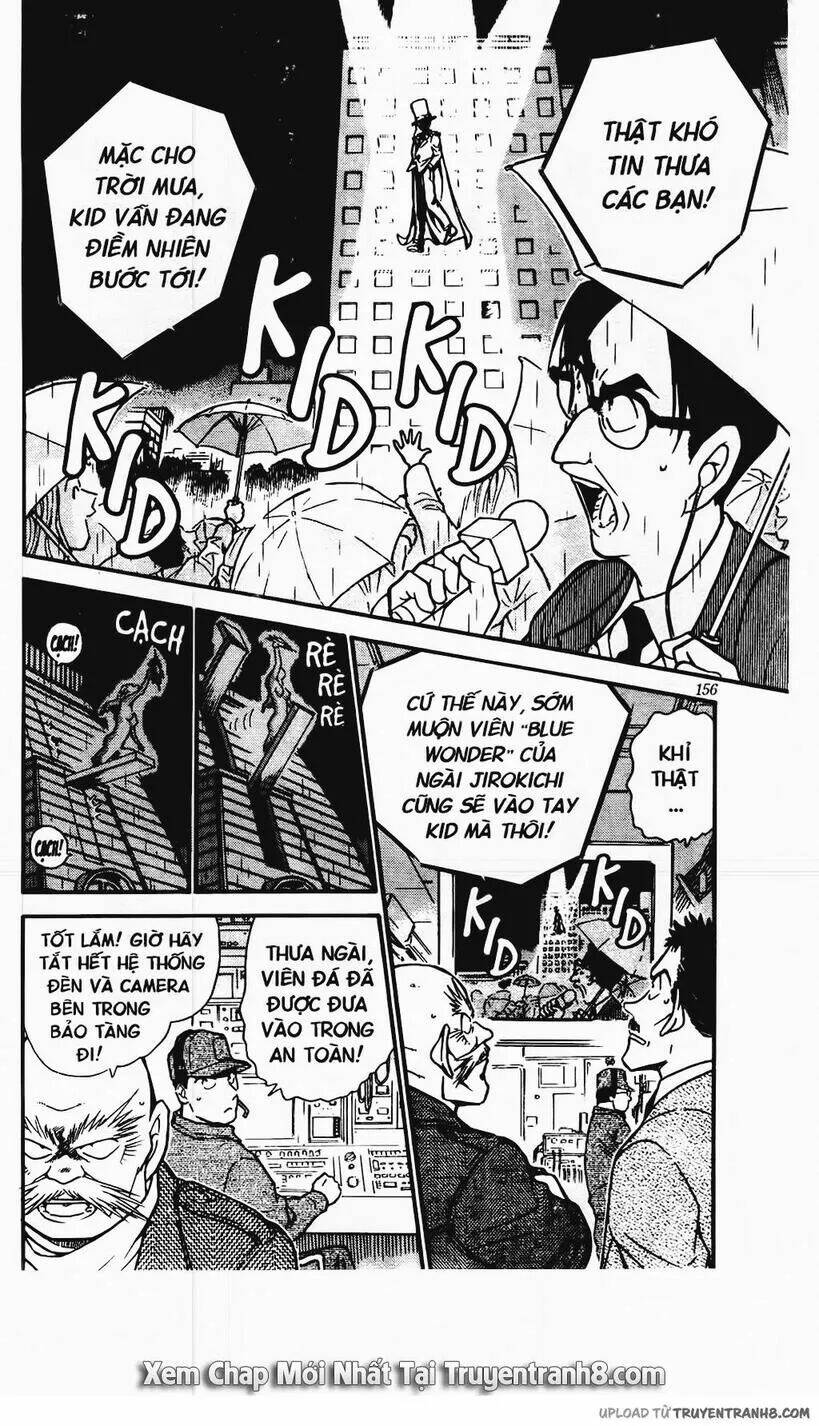 THẬT KHÓ
TIN THƯA
CÁC BẠN!
MẶC CHO
TRỜI MƯA,
KID VẪN ĐANG
ĐIỀM NHIÊN
BƯỚC TỚI!
KID
KID
KID
KID
156
CẠCH!
CẠCH
CẠCH!
RÈ
RÈ
RÈ
CỨ THẾ NÀY, SỚM
MUỘN VIÊN "BLUE
WONDER" CỦA
NGÀI JIROKICHI
CŨNG SẼ VÀO TAY
KID MÀ THÔI!
KHỈ
THẬT
...
KID
KID
THƯA NGÀI,
VIÊN ĐÁ ĐÃ
ĐƯỢC ĐƯA
VÀO TRONG
AN TOÀN!
TỐT LẮM! GIỜ HÃY
TẮT HẾT HỆ THỐNG
ĐÈN VÀ CAMERA
BÊN TRONG
BẢO TÀNG
ĐI!
Xem Chap Mới Nhất Tại Truyentranh8.com
UPLOAD TỪ TRUYENTRANH8.COM